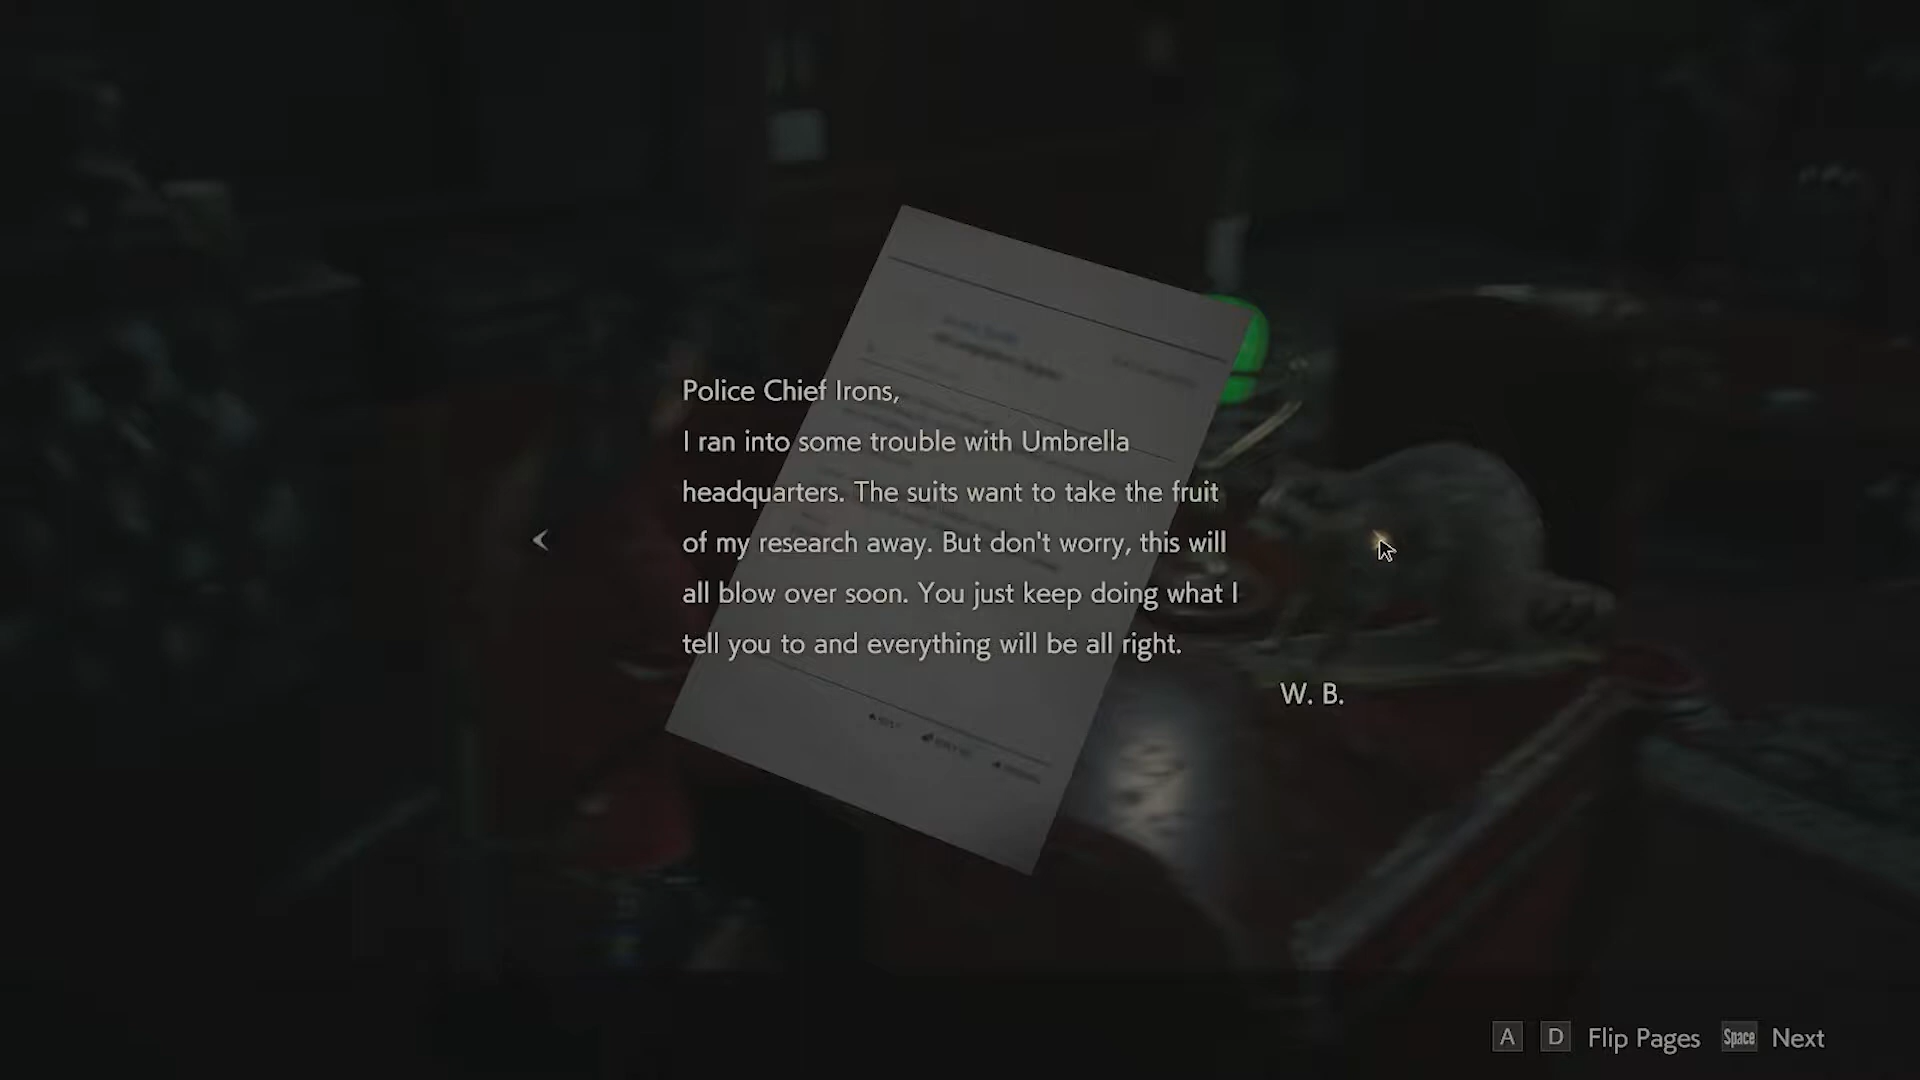 Police Chief Irons,
I ran into some trouble with Umbrella
headquarters. The suits want to take the fruit
of my research away. But don't worry, this will
all blow over soon. You just keep doing what I
tell you to and everything will be all right.
W. B.
A D Flip Pages Space Next